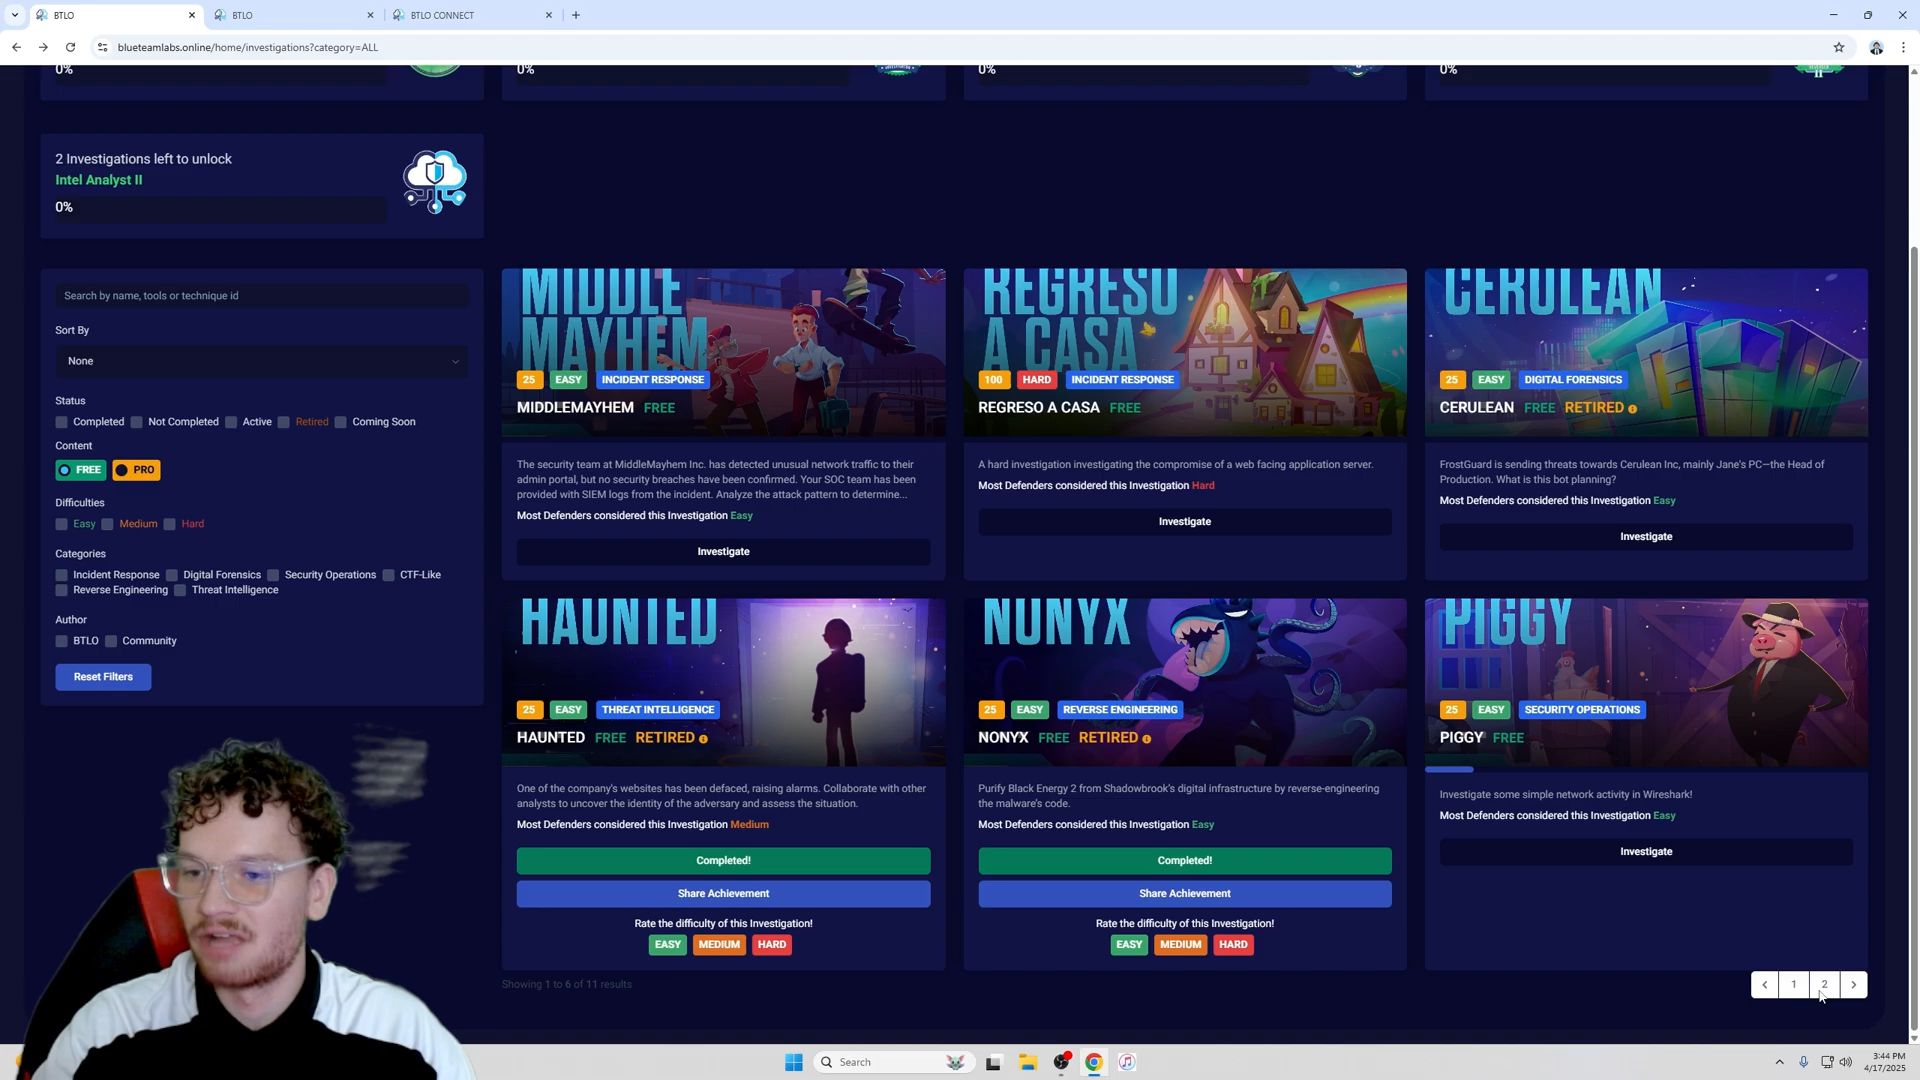 BTLO
BTLO
BTLO CONNECT
blueteamlabs.online/home/investigations?category=ALL
0%
0%
0%
0%
2 Investigations left to unlock
Intel Analyst II
0%
Search by name, tools or technique id
Sort By
None
Status
Completed Not Completed Active Retired Coming Soon
Content
FREE PRO
Difficulties
Easy Medium Hard
Categories
Incident Response Digital Forensics Security Operations CTF-Like
Reverse Engineering Threat Intelligence
Author
BTLO Community
Reset Filters
MIDDLE
MAYHEM
25 EASY INCIDENT RESPONSE
MIDDLEMAYHEM FREE
The security team at MiddleMayhem Inc. has detected unusual network traffic to their
admin portal, but no security breaches have been confirmed. Your SOC team has been
provided with SIEM logs from the incident. Analyze the attack pattern to determine...
Most Defenders considered this Investigation Easy
Investigate
REGRESO
A CASA
100 HARD INCIDENT RESPONSE
REGRESO A CASA FREE
A hard investigation investigating the compromise of a web facing application server.
Most Defenders considered this Investigation Hard
Investigate
CERULEAN
25 EASY DIGITAL FORENSICS
CERULEAN FREE RETIRED
FrostGuard is sending threats towards Cerulean Inc, mainly Jane's PC—the Head of
Production. What is this bot planning?
Most Defenders considered this Investigation Easy
Investigate
HAUNTED
25 EASY THREAT INTELLIGENCE
HAUNTED FREE RETIRED
One of the company's websites has been defaced, raising alarms. Collaborate with other
analysts to uncover the identity of the adversary and assess the situation.
Most Defenders considered this Investigation Medium
Completed!
Share Achievement
Rate the difficulty of this Investigation!
EASY MEDIUM HARD
NONYX
25 EASY REVERSE ENGINEERING
NONYX FREE RETIRED
Purify Black Energy 2 from Shadowbrook's digital infrastructure by reverse-engineering
the malware's code.
Most Defenders considered this Investigation Easy
Completed!
Share Achievement
Rate the difficulty of this Investigation!
EASY MEDIUM HARD
PIGGY
25 EASY SECURITY OPERATIONS
PIGGY FREE
Investigate some simple network activity in Wireshark!
Most Defenders considered this Investigation Easy
Investigate
Showing 1 to 6 of 11 results
1 2
Search
3:44 PM
4/17/2025